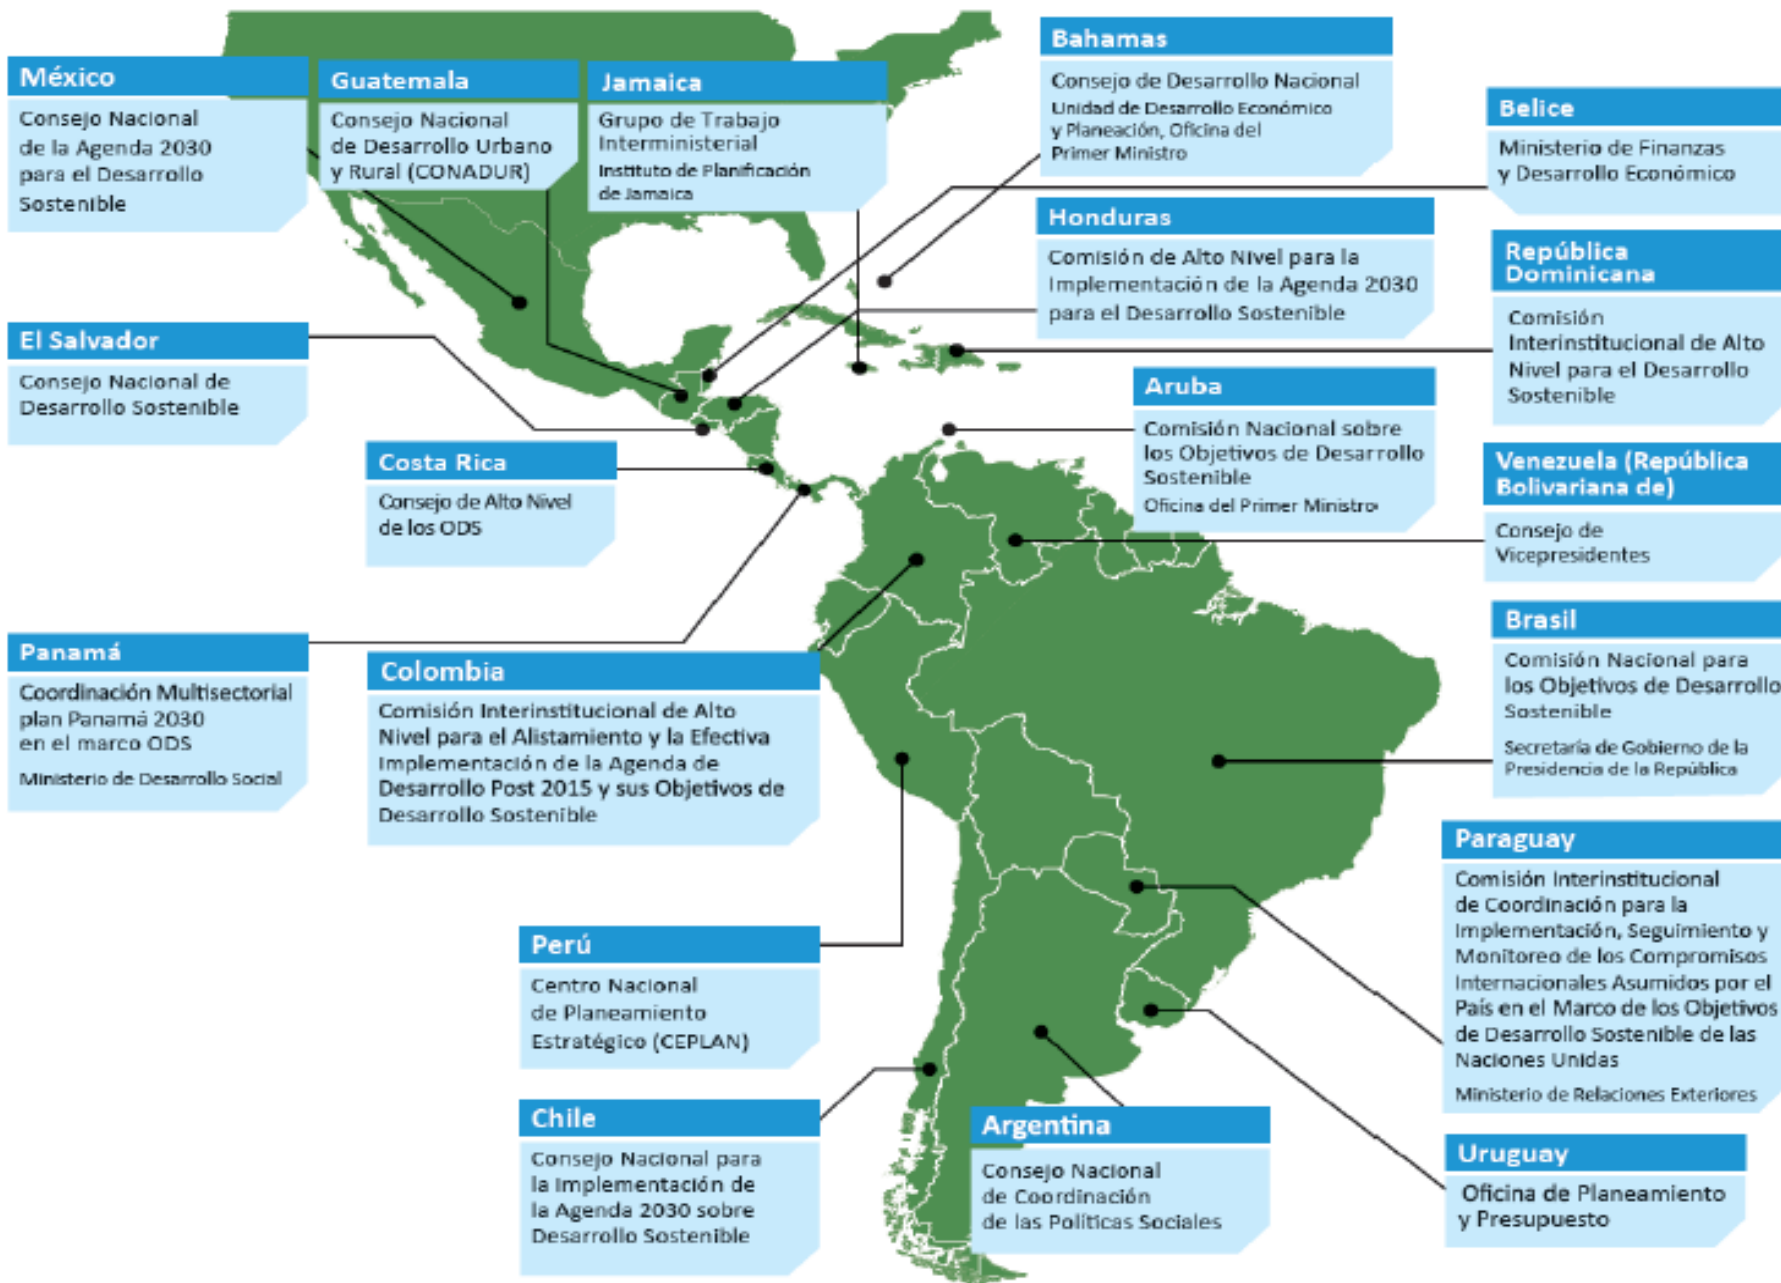 México
Consejo Nacional
de la Agenda 2030
para el Desarrollo
Sostenible
Guatemala
Consejo Nacional
de Desarrollo Urbano
y Rural (CONADUR)
Jamaica
Grupo de Trabajo
Interministerial
Instituto de Planificación
de Jamaica
Bahamas
Consejo de Desarrollo Nacional
Unidad de Desarrollo Económico
y Planeación, Oficina del
Primer Ministro
Belice
Ministerio de Finanzas
y Desarrollo Económico
Honduras
Comisión de Alto Nivel para la
Implementación de la Agenda 2030
para el Desarrollo Sostenible
República
Dominicana
Comisión
Interinstitucional de Alto
Nivel para el Desarrollo
Sostenible
El Salvador
Consejo Nacional de
Desarrollo Sostenible
Aruba
Comisión Nacional sobre
los Objetivos de Desarrollo
Sostenible
Oficina del Primer Ministro
Costa Rica
Consejo de Alto Nivel
de los ODS
Venezuela (República
Bolivariana de)
Consejo de
Vicepresidentes
Panamá
Coordinación Multisectorial
plan Panamá 2030
en el marco ODS
Ministerio de Desarrollo Social
Colombia
Comisión Interinstitucional de Alto
Nivel para el Alistamiento y la Efectiva
Implementación de la Agenda de
Desarrollo Post 2015 y sus Objetivos de
Desarrollo Sostenible
Brasil
Comisión Nacional para
los Objetivos de Desarrollo
Sostenible
Secretaría de Gobierno de la
Presidencia de la República
Paraguay
Comisión Interinstitucional
de Coordinación para la
Implementación, Seguimiento y
Monitoreo de los Compromisos
Internacionales Asumidos por el
País en el Marco de los Objetivos
de Desarrollo Sostenible de las
Naciones Unidas
Ministerio de Relaciones Exteriores
Perú
Centro Nacional
de Planeamiento
Estratégico (CEPLAN)
Chile
Consejo Nacional para
la Implementación de
la Agenda 2030 sobre
Desarrollo Sostenible
Argentina
Consejo Nacional
de Coordinación
de las Políticas Sociales
Uruguay
Oficina de Planeamiento
y Presupuesto